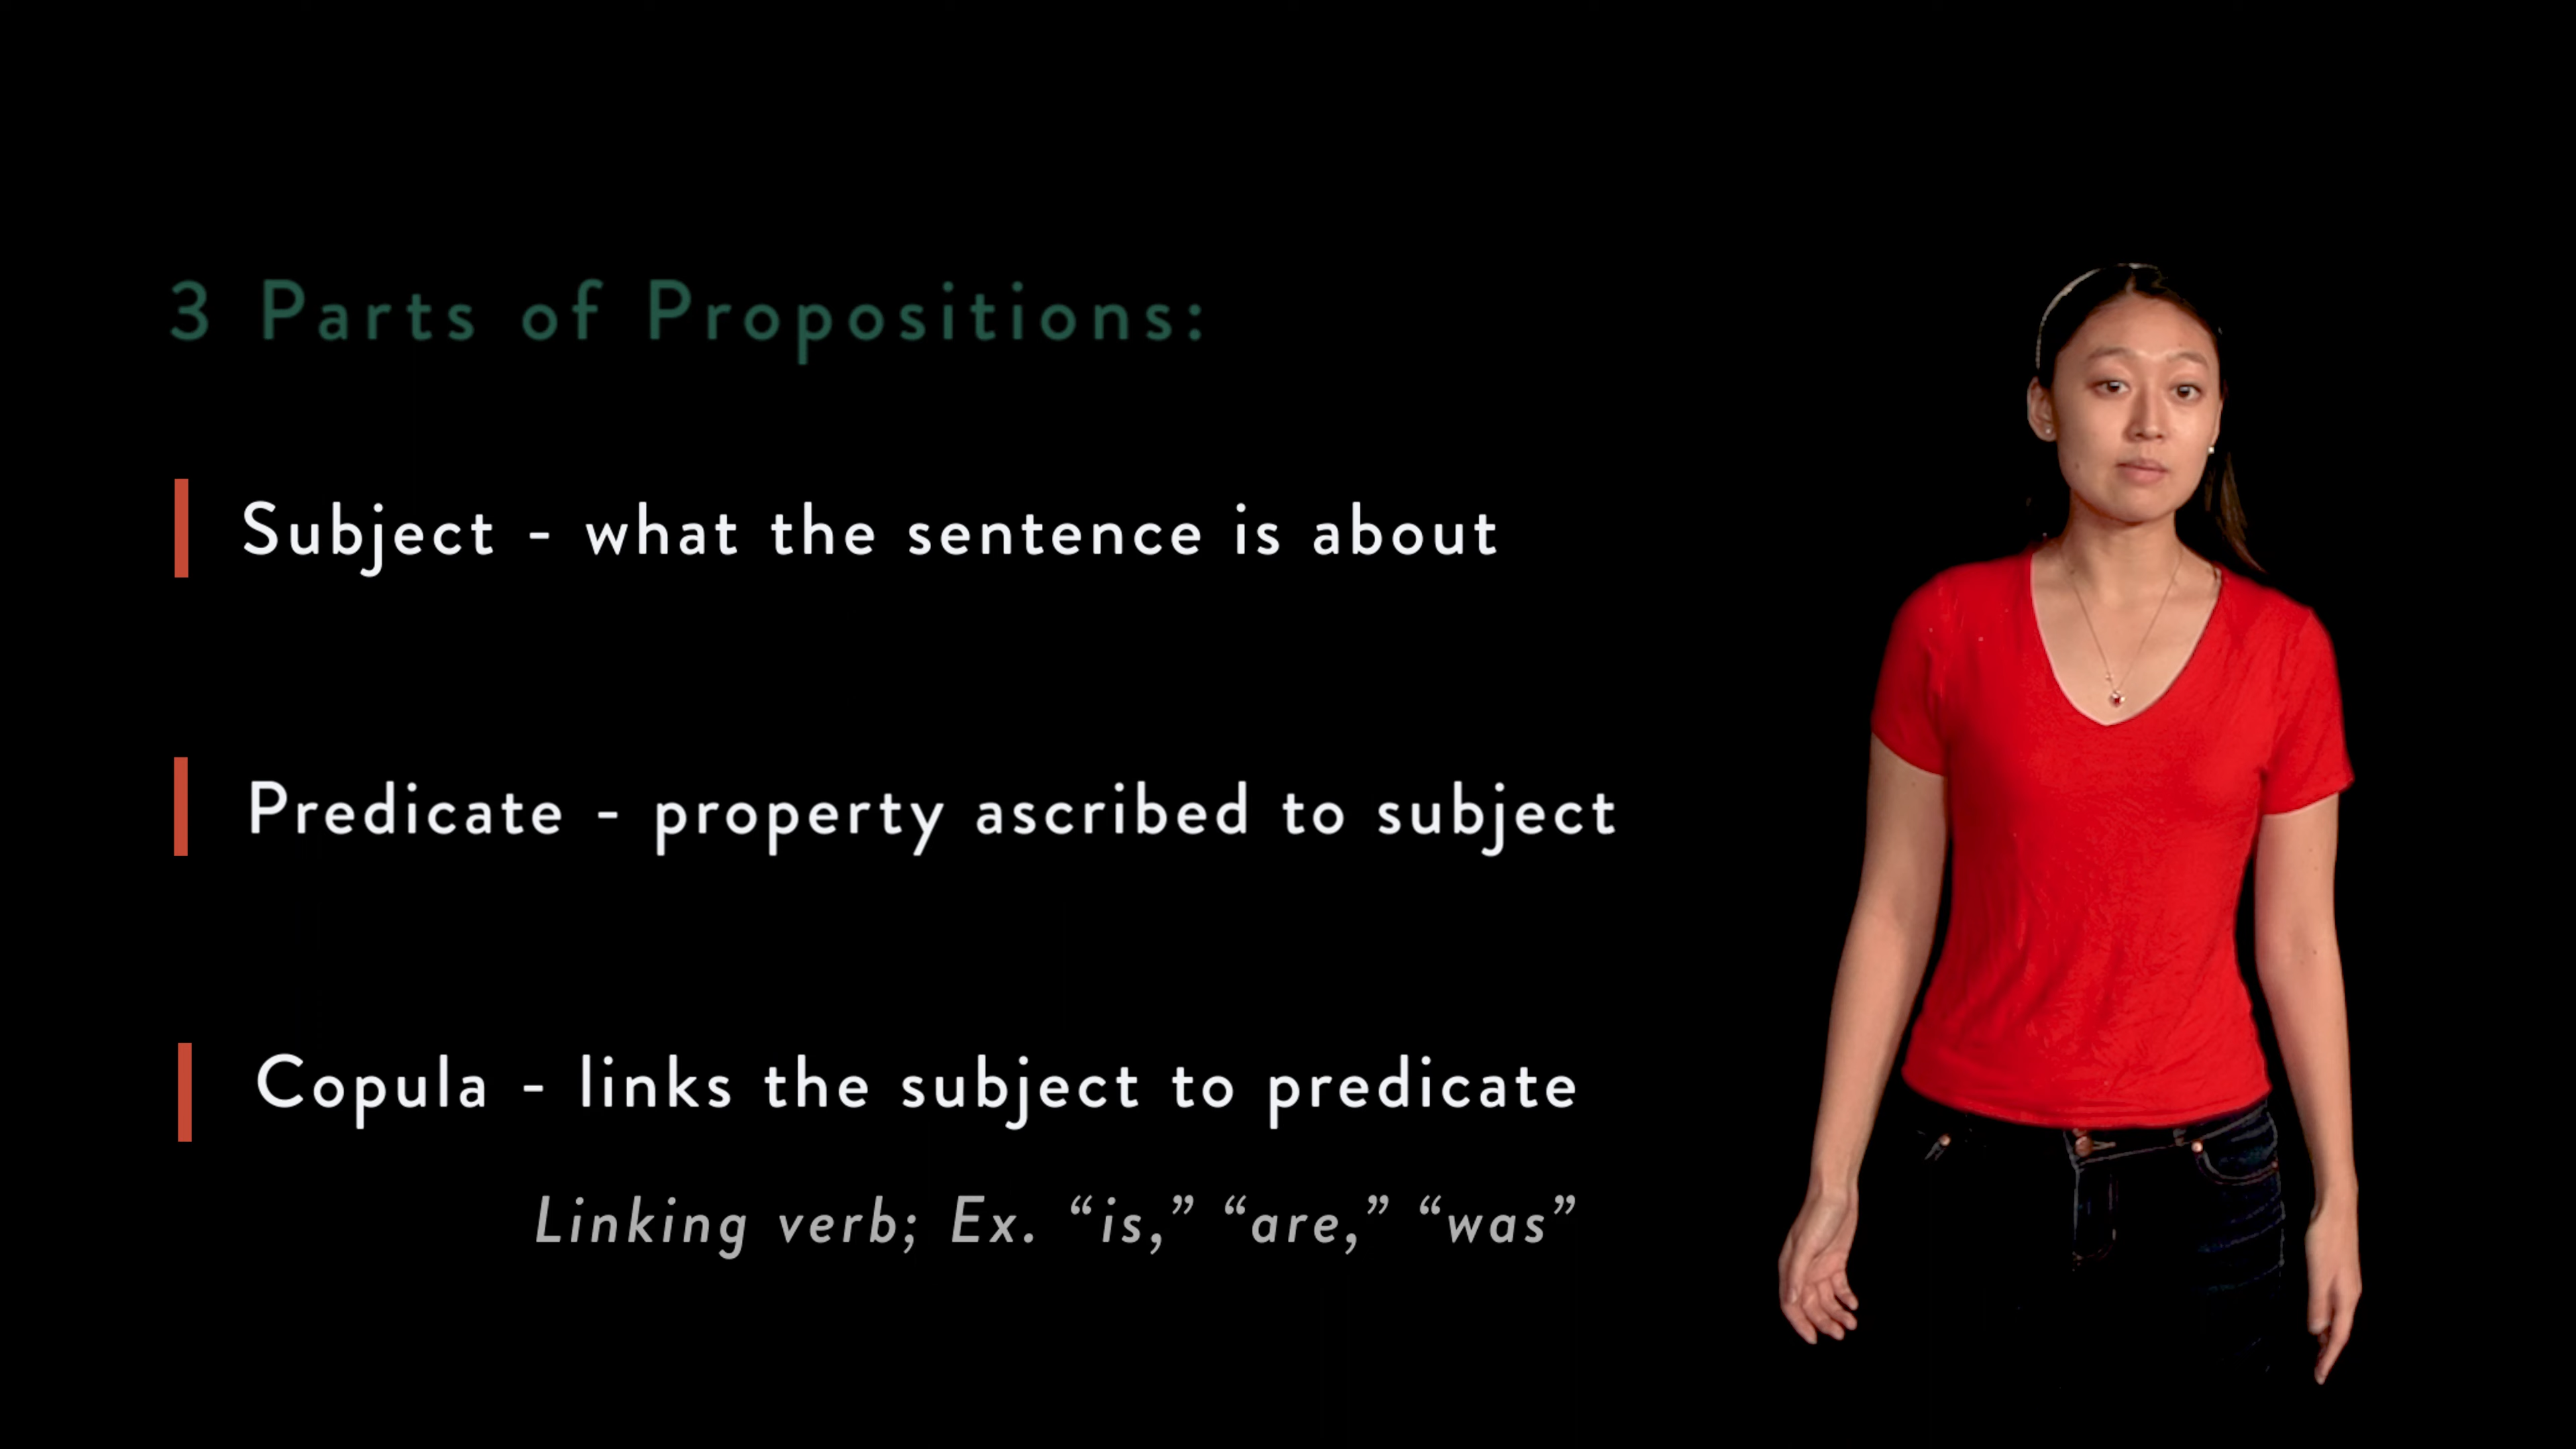 3 Parts of Propositions:
Subject - what the sentence is about
Predicate - property ascribed to subject
Copula - links the subject to predicate
Linking verb; Ex. “is,” “are,” “was”